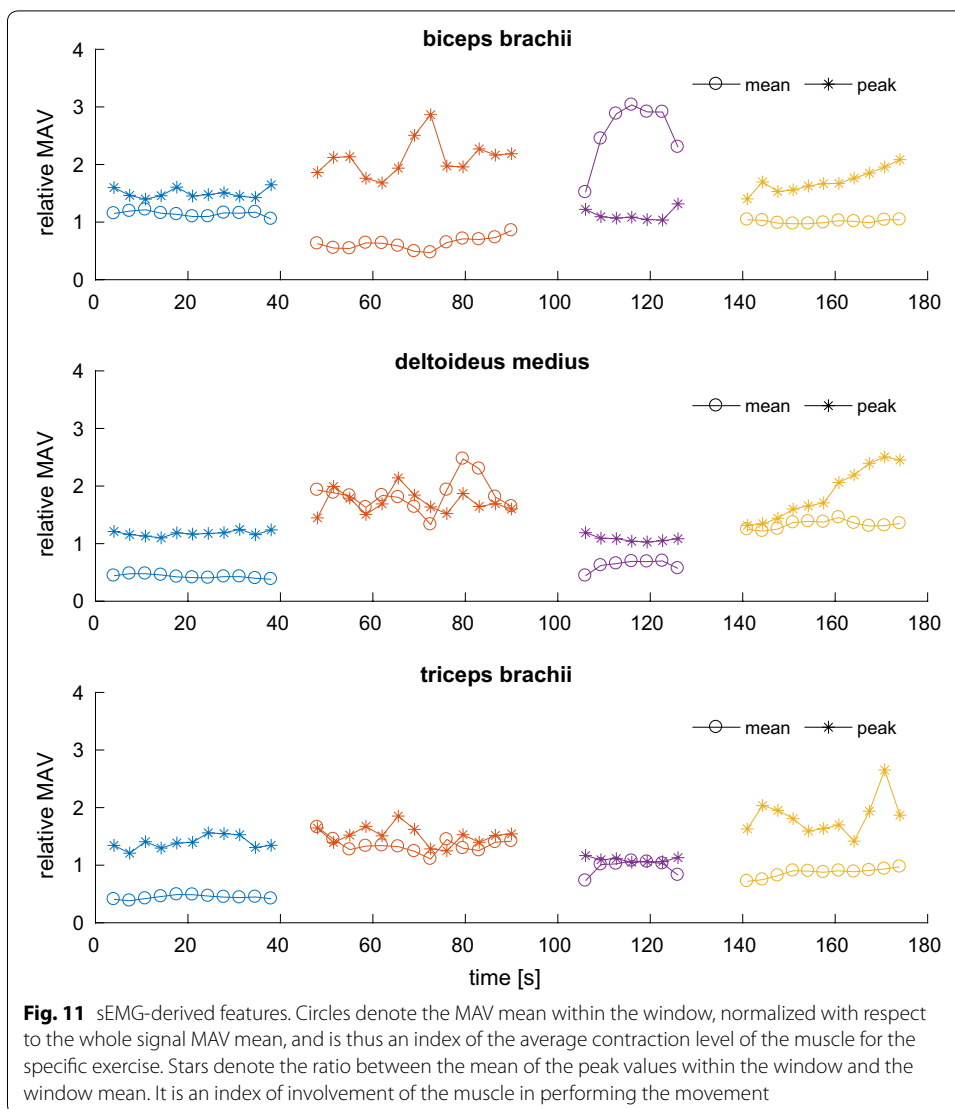 biceps brachii
4
mean
peak
3
relative MAV
2
1
0
0 20 40 60 80 100 120 140 160 180
deltoideus medius
4
mean
peak
3
relative MAV
2
1
0
0 20 40 60 80 100 120 140 160 180
triceps brachii
4
mean
peak
3
relative MAV
2
1
0
0 20 40 60 80 100 120 140 160 180
time [s]
Fig. 11 sEMG-derived features. Circles denote the MAV mean within the window, normalized with respect
to the whole signal MAV mean, and is thus an index of the average contraction level of the muscle for the
specific exercise. Stars denote the ratio between the mean of the peak values within the window and the
window mean. It is an index of involvement of the muscle in performing the movement